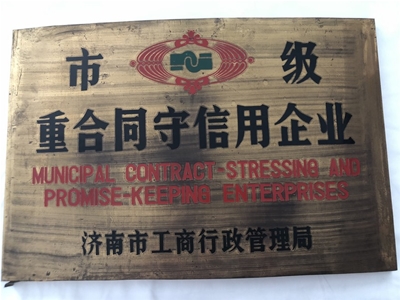 市 级
重合同守信用企业
MUNICIPAL CONTRACT-STRESSING AND
PROMISE-KEEPING ENTERPRISES
济南市工商行政管理局